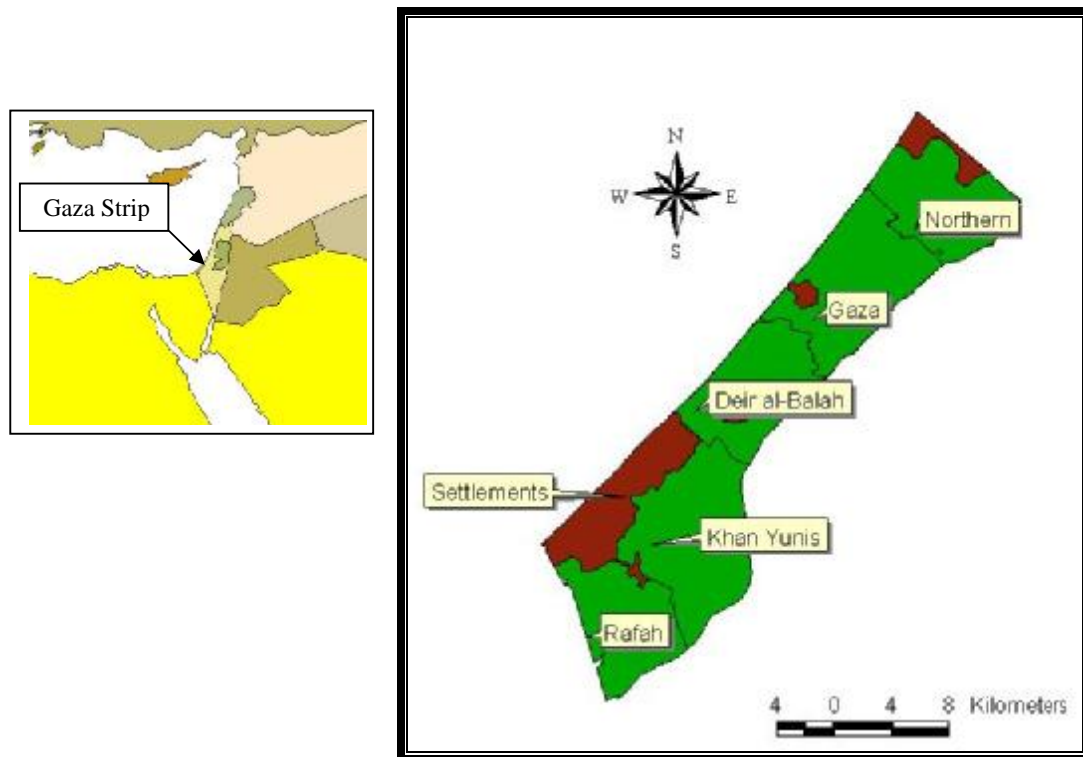 Gaza Strip
N
W E
S
Northern
Gaza
Deir al-Balah
Settlements
Khan Yunis
Rafah
4 0 4 8 Kilometers